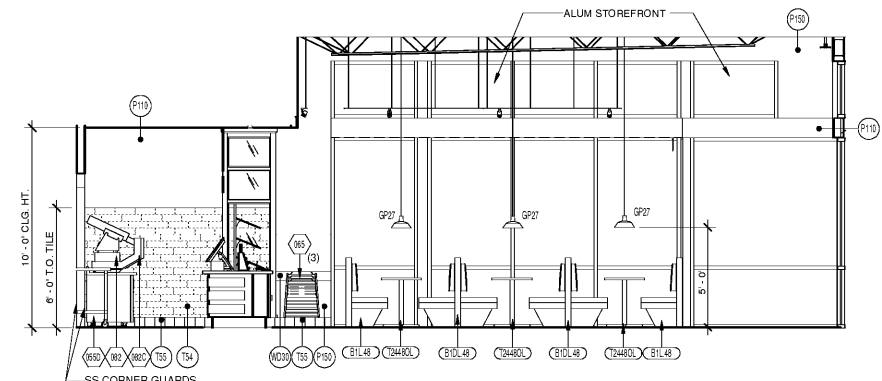 ALUM STOREFRONT
P150
P110
P110
10' - 0" CLG. HT.
6' - 0" T.O. TILE
GP27
GP27
GP27
065
(3)
5' - 0"
055D
082
082C
T55
T54
WD30
T55
P150
B1L48
T2448OL
B1DL48
T2448OL
B1DL48
T2448OL
B1L48
SS CORNER GUARDS